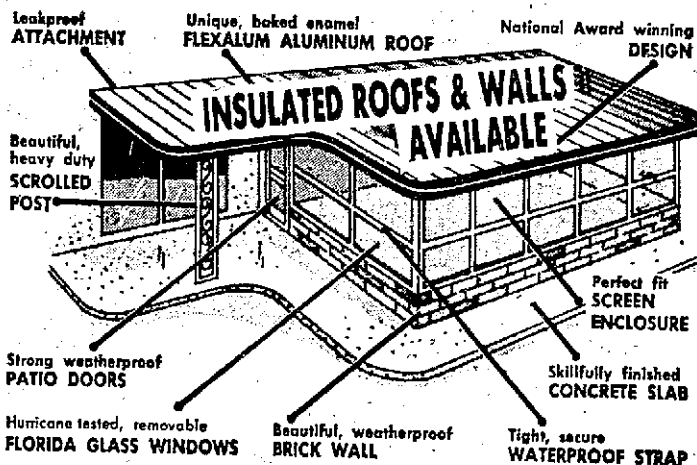 Leakproof
ATTACHMENT
Unique, baked enamel
FLEXALUM ALUMINUM ROOF
National Award winning
DESIGN
INSULATED ROOFS & WALLS
AVAILABLE
Beautiful,
heavy duty
SCROLLED
POST
Perfect fit
SCREEN
ENCLOSURE
Strong weatherproof
PATIO DOORS
Skillfully finished
CONCRETE SLAB
Hurricane tested, removable
FLORIDA GLASS WINDOWS
Beautiful, weatherproof
BRICK WALL
Tight, secure
WATERPROOF STRAP